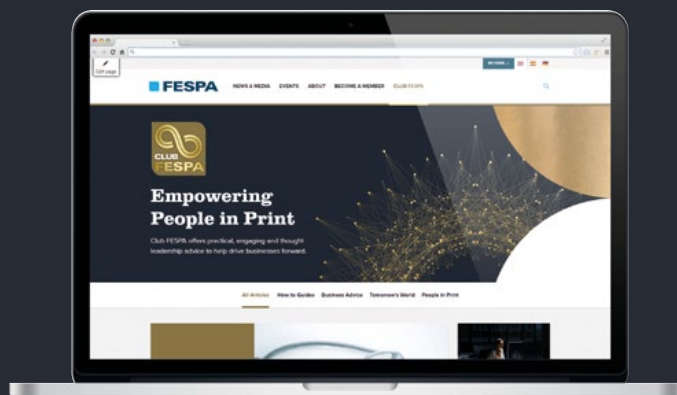 Edit page
FESPA
NEWS & MEDIA EVENTS ABOUT BECOME A MEMBER CLUB FESPA
CLUB
FESPA
Empowering
People in Print
Club FESPA offers practical, engaging and thought
leadership advice to help drive businesses forward.
All Articles How to Guides Business Advice Tomorrow's World People in Print